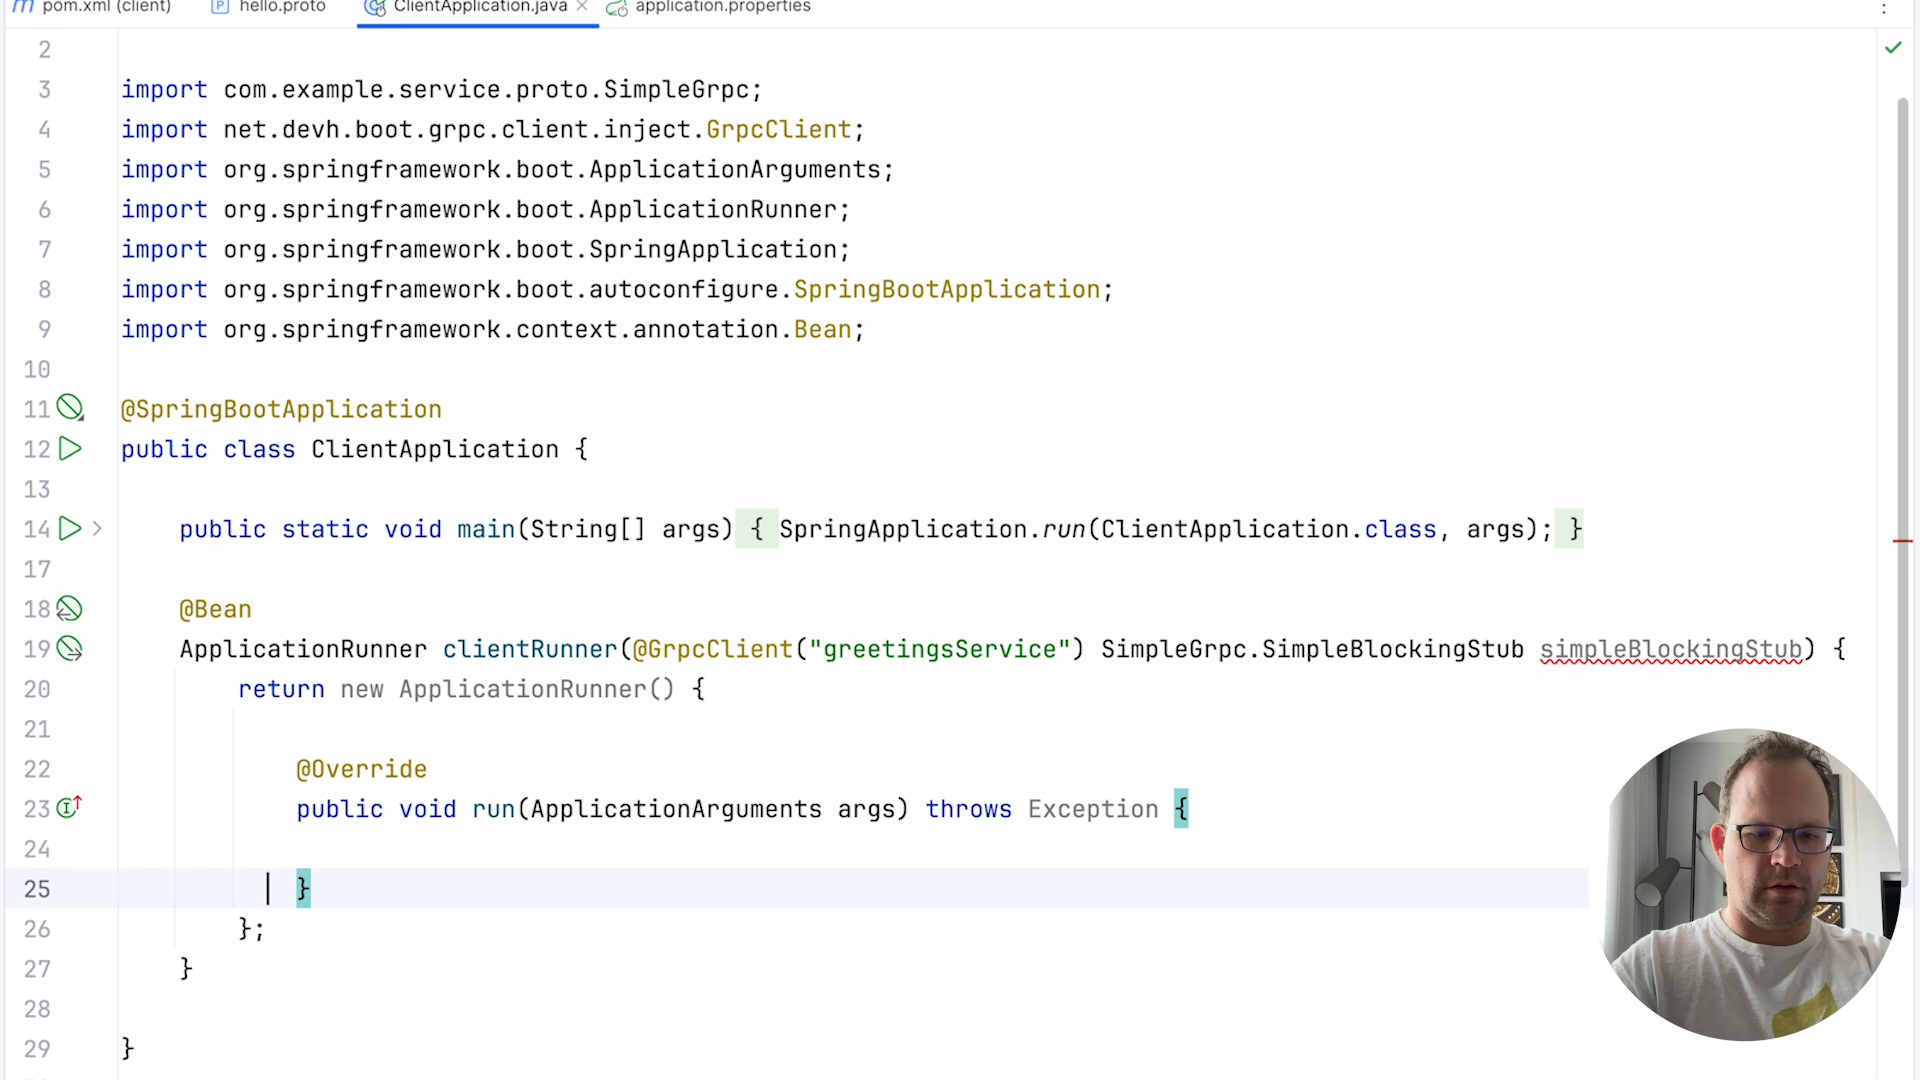 pom.xml (client) hello.proto ClientApplication.java application.properties
2
3 import com.example.service.proto.SimpleGrpc;
4 import net.devh.boot.grpc.client.inject.GrpcClient;
5 import org.springframework.boot.ApplicationArguments;
6 import org.springframework.boot.ApplicationRunner;
7 import org.springframework.boot.SpringApplication;
8 import org.springframework.boot.autoconfigure.SpringBootApplication;
9 import org.springframework.context.annotation.Bean;
10
11 @SpringBootApplication
12 public class ClientApplication {
13
14 public static void main(String[] args) { SpringApplication.run(ClientApplication.class, args); }
17
18 @Bean
19 ApplicationRunner clientRunner(@GrpcClient("greetingsService") SimpleGrpc.SimpleBlockingStub simpleBlockingStub) {
20 return new ApplicationRunner() {
21
22 @Override
23 public void run(ApplicationArguments args) throws Exception {
24
25 }
26 };
27 }
28
29 }